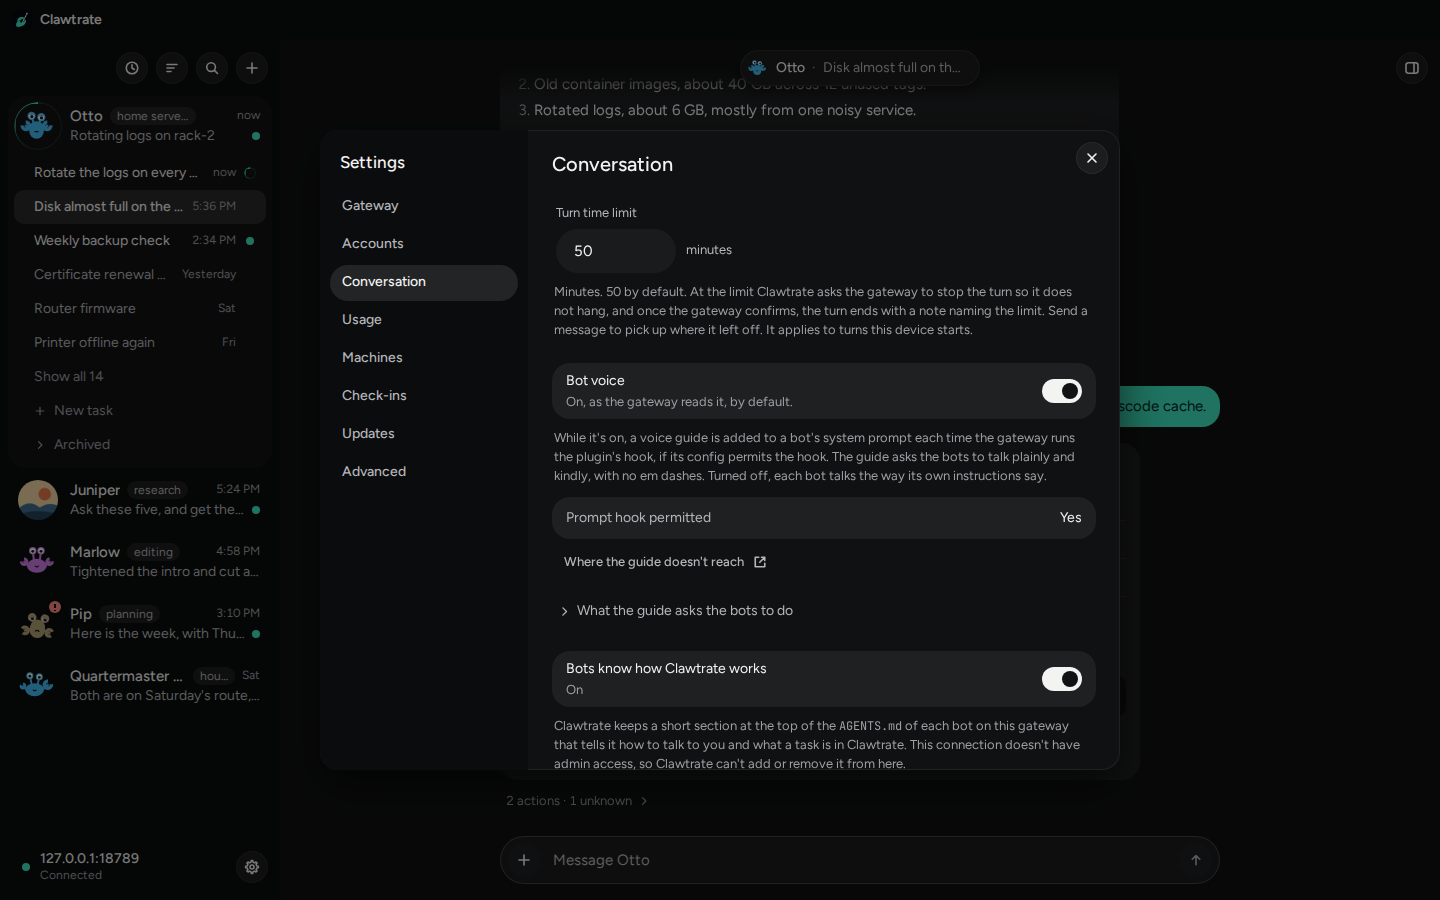 Clawtrate
Otto · Disk almost full on th...
Otto home serve... now
Rotating logs on rack-2
Rotate the logs on every ... now
Disk almost full on the ... 5:36 PM
Weekly backup check 2:34 PM
Certificate renewal ... Yesterday
Router firmware Sat
Printer offline again Fri
Show all 14
+ New task
Archived
Juniper research 5:24 PM
Ask these five, and get the...
Marlow editing 4:58 PM
Tightened the intro and cut a...
Pip planning 3:10 PM
Here is the week, with Thu...
Quartermaster ... hou... Sat
Both are on Saturday's route,...
127.0.0.1:18789
Connected
2. Old container images, about 40 GB across 12 unused tags.
3. Rotated logs, about 6 GB, mostly from one noisy service.
Settings
Gateway
Accounts
Conversation
Usage
Machines
Check-ins
Updates
Advanced
Conversation
Turn time limit
50 minutes
Minutes. 50 by default. At the limit Clawtrate asks the gateway to stop the turn so it does
not hang, and once the gateway confirms, the turn ends with a note naming the limit. Send a
message to pick up where it left off. It applies to turns this device starts.
Bot voice
On, as the gateway reads it, by default.
While it's on, a voice guide is added to a bot's system prompt each time the gateway runs
the plugin's hook, if its config permits the hook. The guide asks the bots to talk plainly and
kindly, with no em dashes. Turned off, each bot talks the way its own instructions say.
Prompt hook permitted Yes
Where the guide doesn't reach
What the guide asks the bots to do
Bots know how Clawtrate works
On
Clawtrate keeps a short section at the top of the AGENTS.md of each bot on this gateway
that tells it how to talk to you and what a task is in Clawtrate. This connection doesn't have
admin access, so Clawtrate can't add or remove it from here.
scode cache.
2 actions · 1 unknown
Message Otto